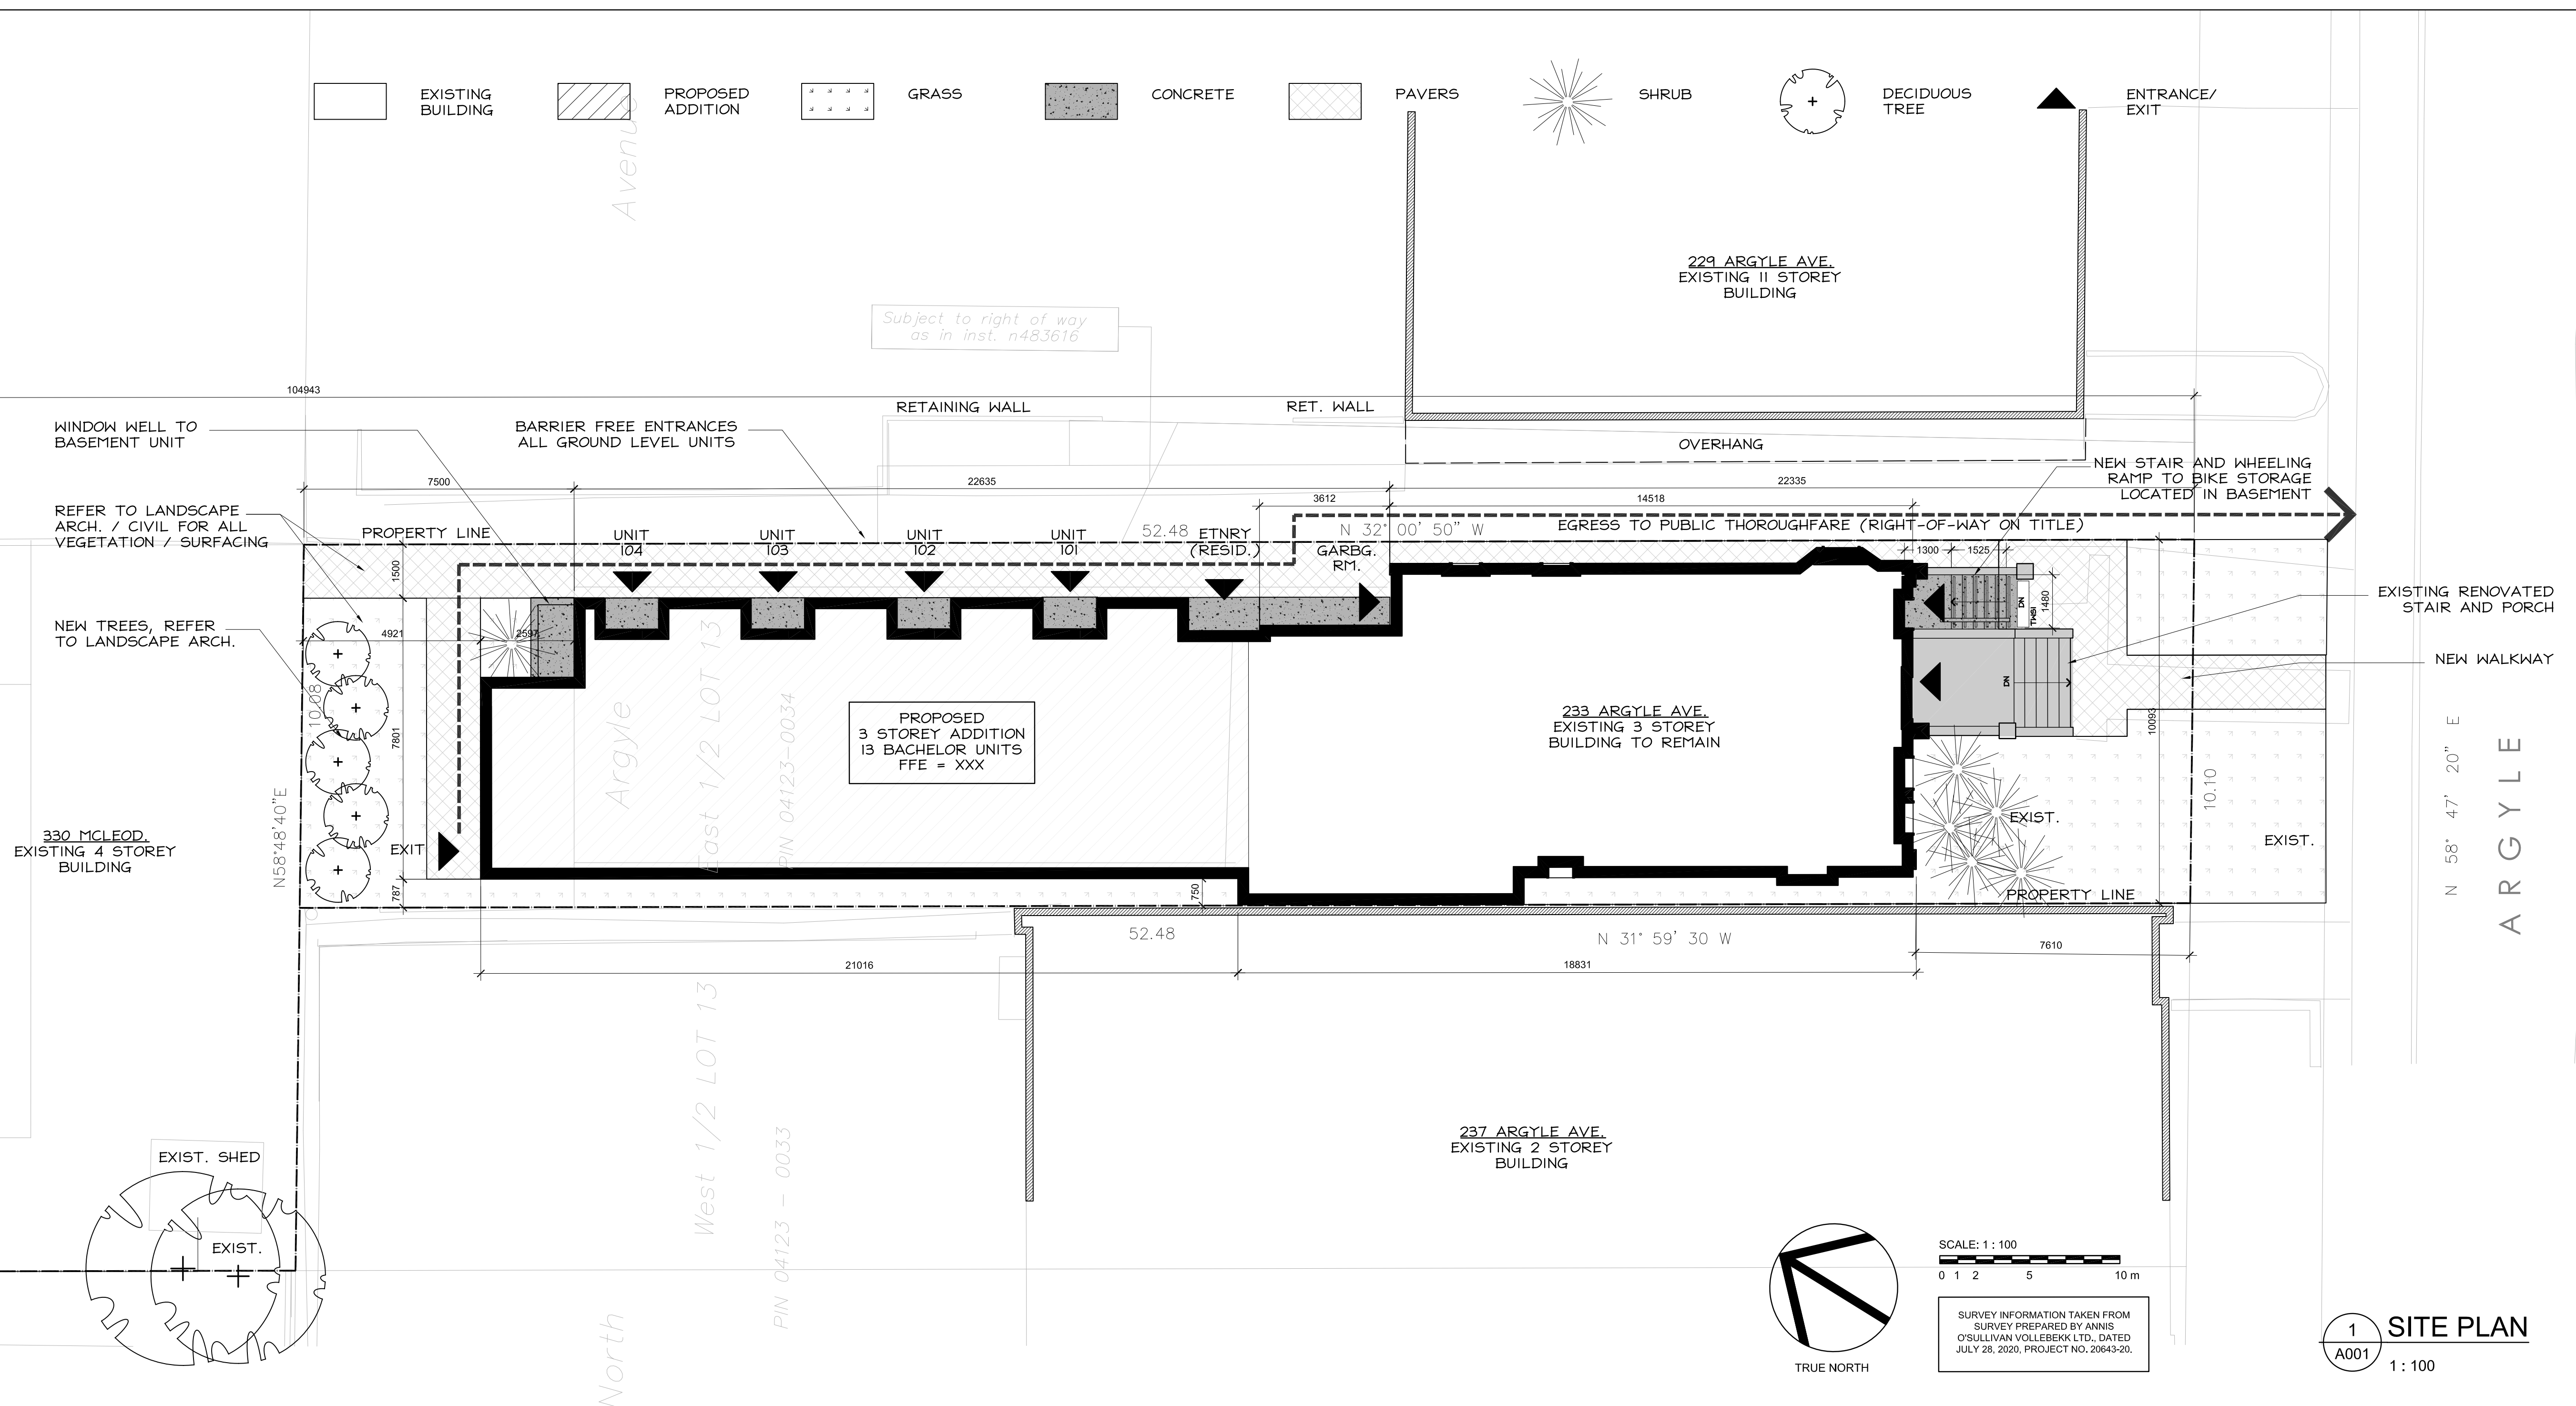 EXISTING
BUILDING
PROPOSED
ADDITION
GRASS
CONCRETE
PAVERS
SHRUB
DECIDUOUS
TREE
ENTRANCE/
EXIT
Avenue
229 ARGYLE AVE.
EXISTING 11 STOREY
BUILDING
Subject to right of way
as in inst. n483616
104943
RETAINING WALL
RET. WALL
OVERHANG
WINDOW WELL TO
BASEMENT UNIT
BARRIER FREE ENTRANCES
ALL GROUND LEVEL UNITS
NEW STAIR AND WHEELING
RAMP TO BIKE STORAGE
LOCATED IN BASEMENT
7500
22635
22335
3612
14518
REFER TO LANDSCAPE
ARCH. / CIVIL FOR ALL
VEGETATION / SURFACING
PROPERTY LINE
UNIT
104
UNIT
103
UNIT
102
UNIT
101
52.48
ETNRY
(RESID.)
N 32° 00' 50" W
GARBG.
RM.
EGRESS TO PUBLIC THOROUGHFARE (RIGHT-OF-WAY ON TITLE)
1300
1525
1500
1480
DN
TWSI
EXISTING RENOVATED
STAIR AND PORCH
NEW TREES, REFER
TO LANDSCAPE ARCH.
4921
2597
NEW WALKWAY
DN
10.08
7801
Argyle
East 1/2 LOT 13
PIN 04123-0034
PROPOSED
3 STOREY ADDITION
13 BACHELOR UNITS
FFE = XXX
233 ARGYLE AVE.
EXISTING 3 STOREY
BUILDING TO REMAIN
10093
10.10
N 58° 47' 20" E
ARGYLE
N58°48'40"E
330 MCLEOD.
EXISTING 4 STOREY
BUILDING
EXIT
EXIST.
EXIST.
787
750
PROPERTY LINE
52.48
N 31° 59' 30 W
7610
21016
18831
West 1/2 LOT 13
PIN 04123 - 0033
North
237 ARGYLE AVE.
EXISTING 2 STOREY
BUILDING
EXIST. SHED
EXIST.
TRUE NORTH
SCALE: 1 : 100
0 1 2 5 10 m
SURVEY INFORMATION TAKEN FROM
SURVEY PREPARED BY ANNIS
O'SULLIVAN VOLLEBEKK LTD., DATED
JULY 28, 2020, PROJECT NO. 20643-20.
1
A001
SITE PLAN
1 : 100